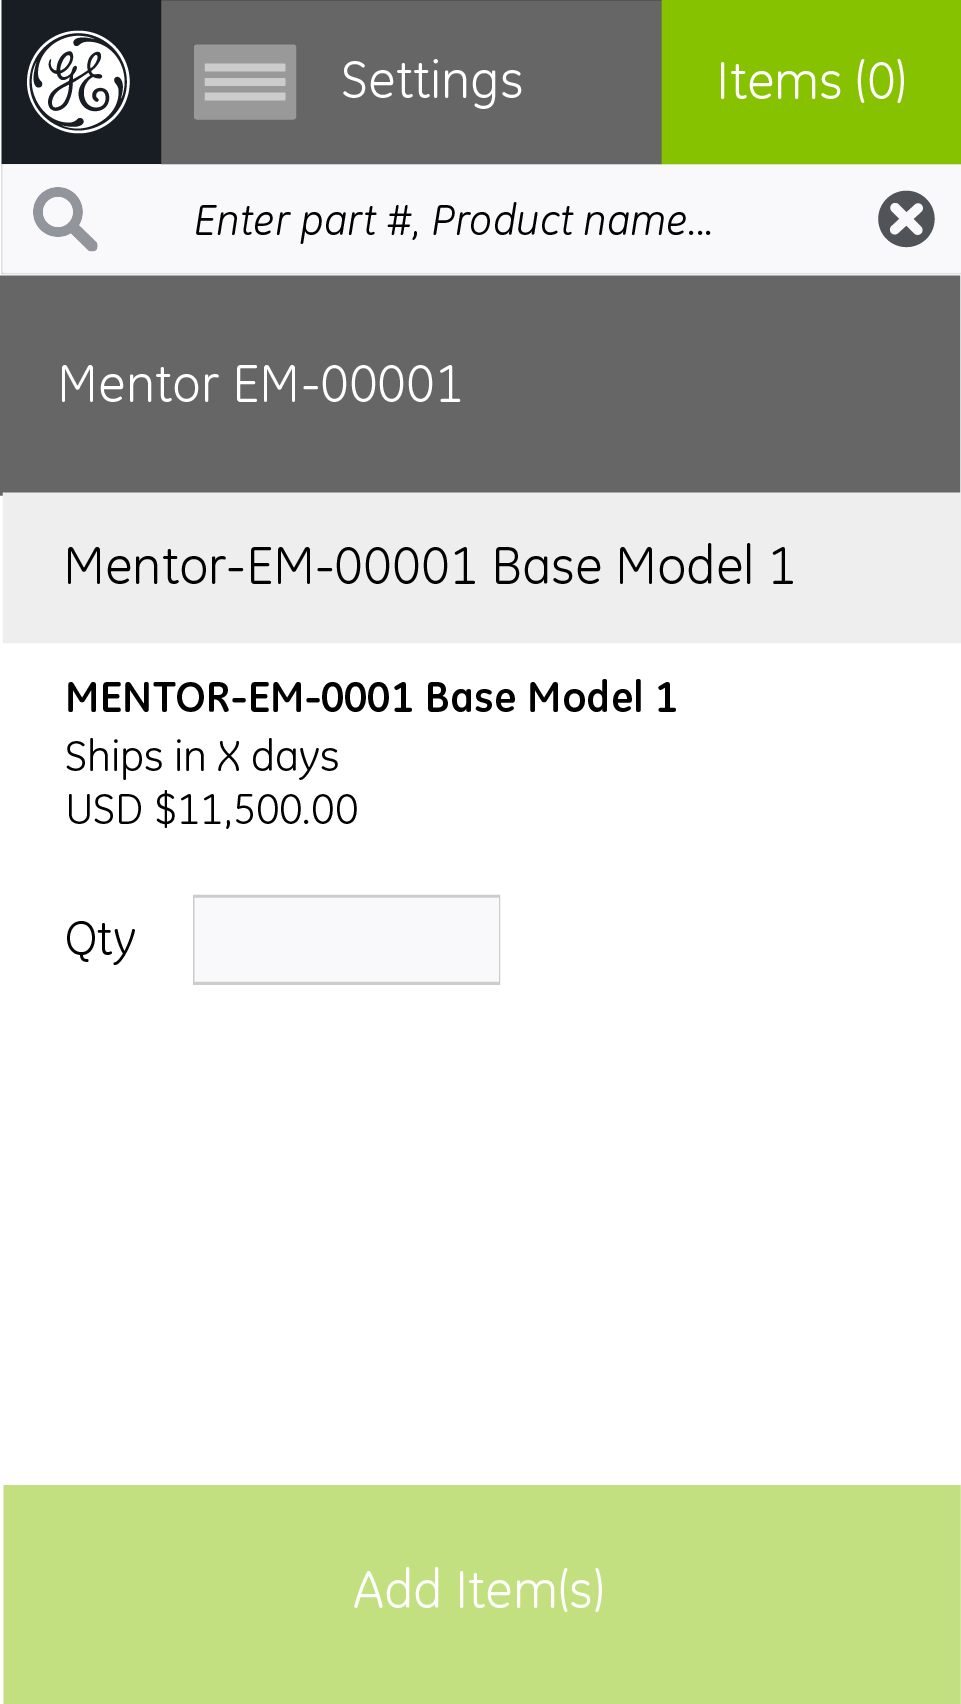 GE
Settings
Items (0)
Enter part #, Product name...
Mentor EM-00001
Mentor-EM-00001 Base Model 1
MENTOR-EM-0001 Base Model 1
Ships in X days
USD $11,500.00
Qty
Add Item(s)